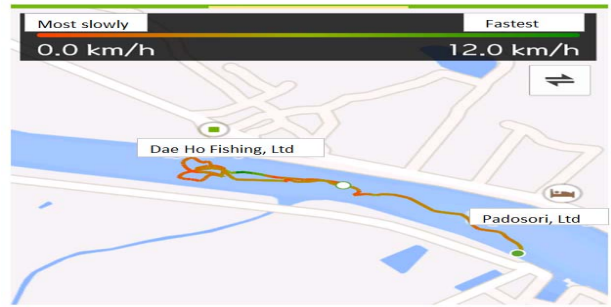 Most slowly
Fastest
0.0 km/h
12.0 km/h
Dae Ho Fishing, Ltd
Padosori, Ltd